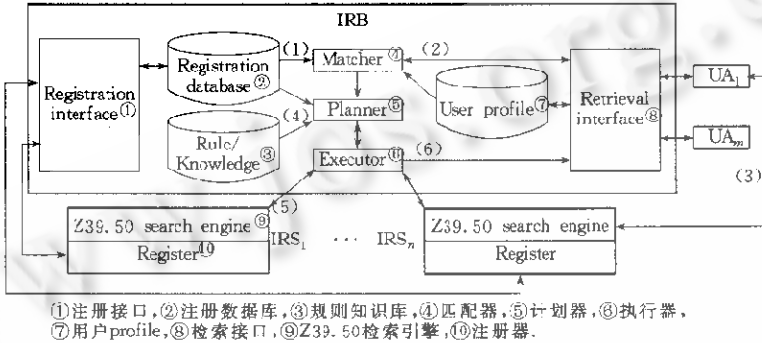 IRB
Registration interface①
Registration database②
(1)
Matcher④
(2)
Planner⑤
User profile⑦
Retrieval interface⑧
UA1
UAm
Rule/Knowledge③
(4)
Executor⑥
(6)
(3)
(5)
Z39.50 search engine⑨
Register⑩
IRS1 ··· IRSn
Z39.50 search engine
Register
①注册接口,②注册数据库,③规则知识库,④匹配器,⑤计划器,⑥执行器,
⑦用户profile,⑧检索接口,⑨Z39.50检索引擎,⑩注册器.